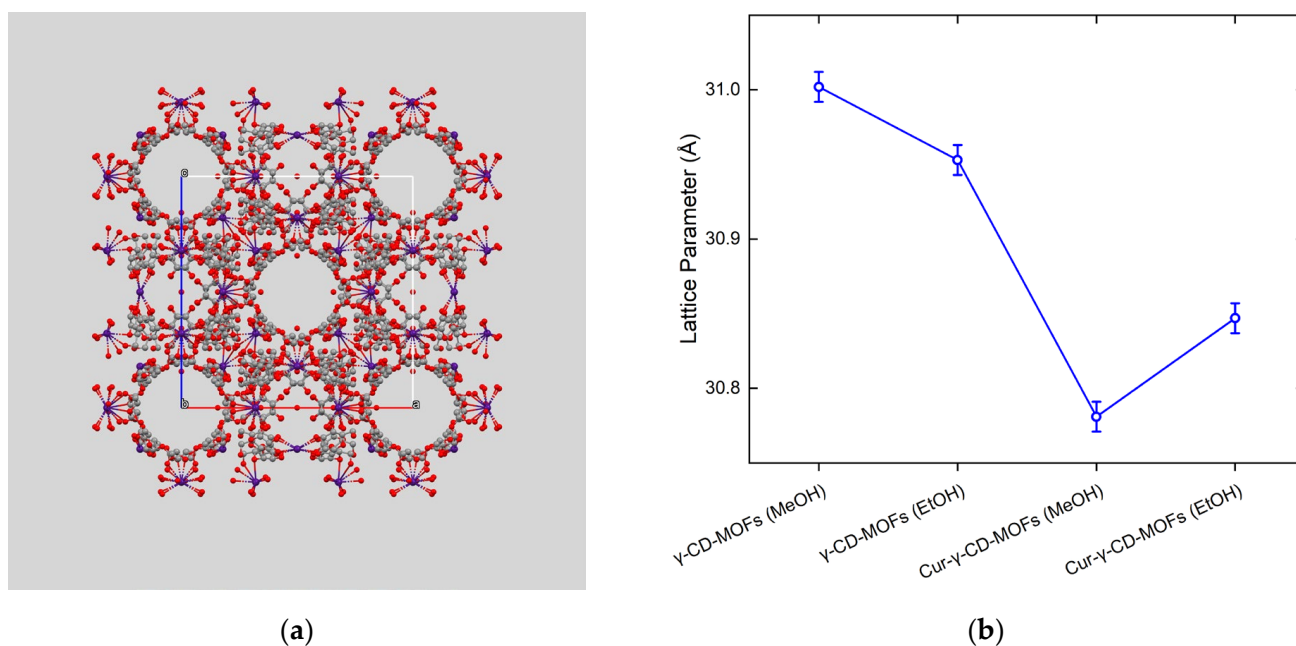 c
b
a
31.0
30.9
30.8
Lattice Parameter (Å)
γ-CD-MOFs (MeOH)
γ-CD-MOFs (EtOH)
Cur-γ-CD-MOFs (MeOH)
Cur-γ-CD-MOFs (EtOH)
(a)
(b)